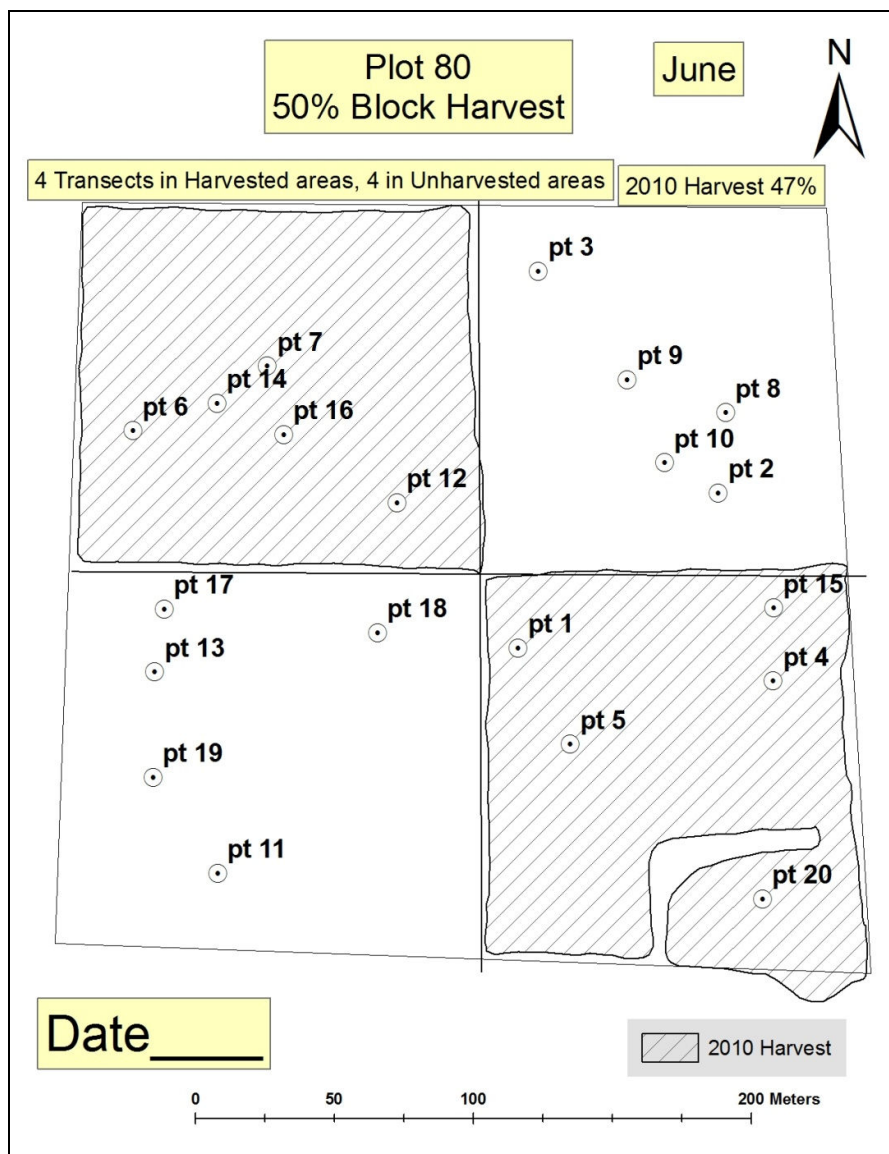 Plot 80
50% Block Harvest
June
N
4 Transects in Harvested areas, 4 in Unharvested areas
2010 Harvest 47%
pt 3
pt 7
pt 9
pt 14
pt 8
pt 6
pt 16
pt 10
pt 12
pt 2
pt 17
pt 15
pt 18
pt 1
pt 13
pt 4
pt 5
pt 19
pt 11
pt 20
Date_____
2010 Harvest
0 50 100 200 Meters